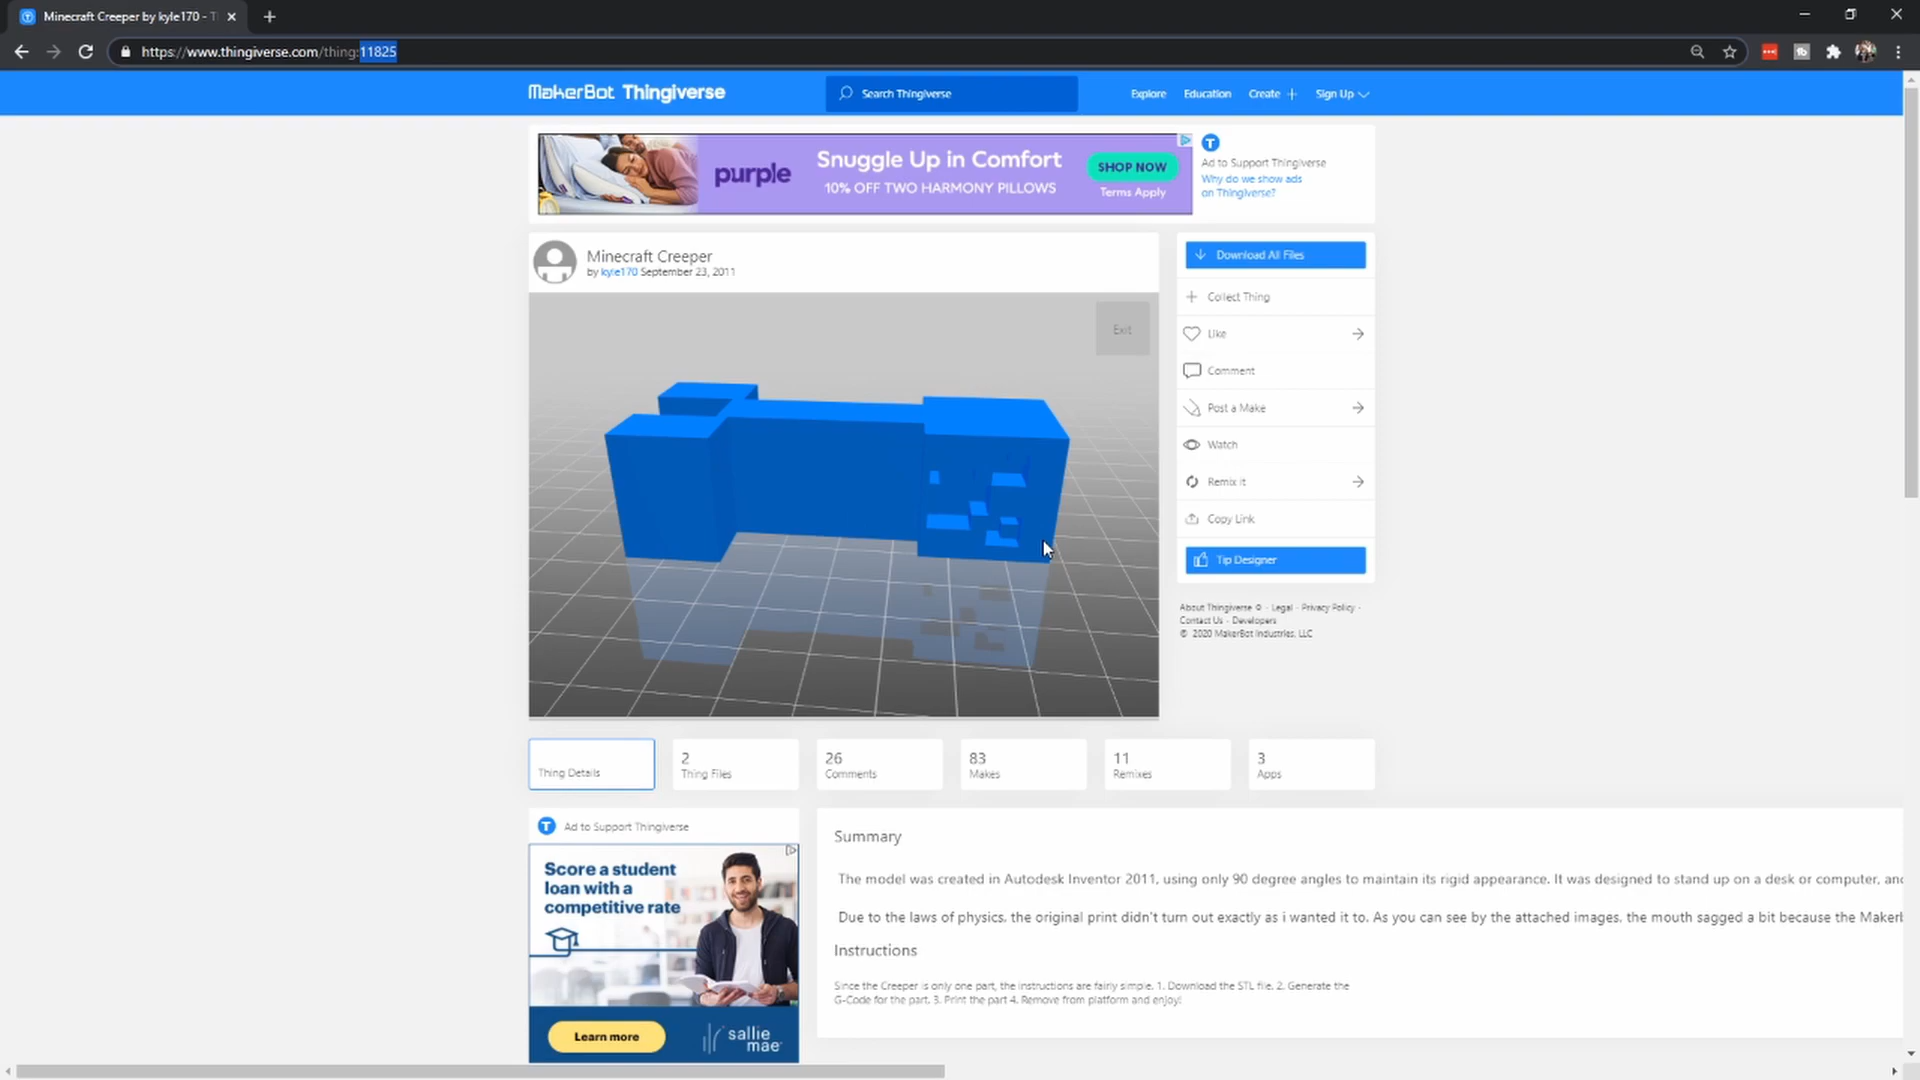 Minecraft Creeper by kyle170 - T
https://www.thingiverse.com/thing:11825
MakerBot Thingiverse
Search Thingiverse
Explore
Education
Create
Sign Up
purple
Snuggle Up in Comfort
10% OFF TWO HARMONY PILLOWS
SHOP NOW
Terms Apply
Ad to Support Thingiverse
Why do we show ads
on Thingiverse?
Minecraft Creeper
by kyle170 September 23, 2011
Exit
Download All Files
Collect Thing
Like
Comment
Post a Make
Watch
Remix it
Copy Link
Tip Designer
About Thingiverse ® · Legal · Privacy Policy ·
Contact Us · Developers
© 2020 MakerBot Industries, LLC
Thing Details
2
Thing Files
26
Comments
83
Makes
11
Remixes
3
Apps
Ad to Support Thingiverse
Score a student
loan with a
competitive rate
Learn more
sallie
mae
Summary
The model was created in Autodesk Inventor 2011, using only 90 degree angles to maintain its rigid appearance. It was designed to stand up on a desk or computer, and
Due to the laws of physics, the original print didn't turn out exactly as i wanted it to. As you can see by the attached images, the mouth sagged a bit because the Makerb
Instructions
Since the Creeper is only one part, the instructions are fairly simple. 1. Download the STL file. 2. Generate the
G-Code for the part. 3. Print the part 4. Remove from platform and enjoy!